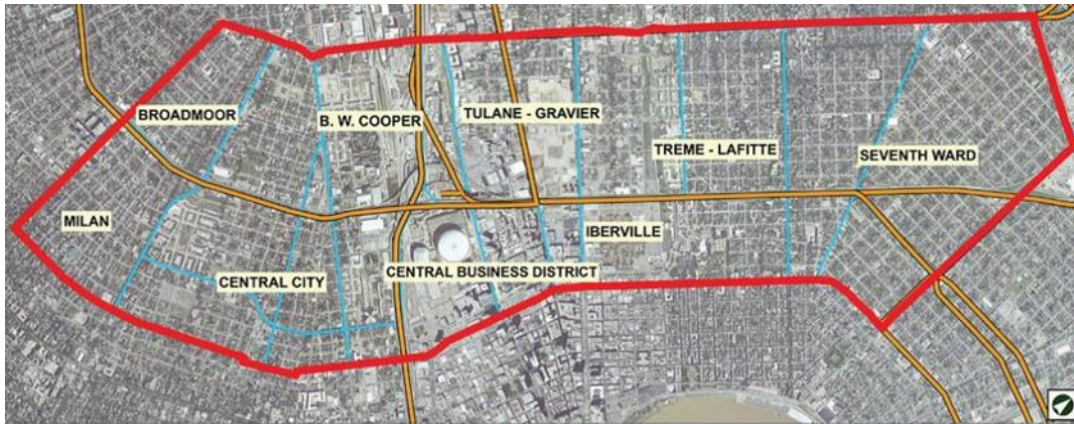 BROADMOOR
B. W. COOPER
TULANE - GRAVIER
TREME - LAFITTE
SEVENTH WARD
MILAN
IBERVILLE
CENTRAL CITY
CENTRAL BUSINESS DISTRICT